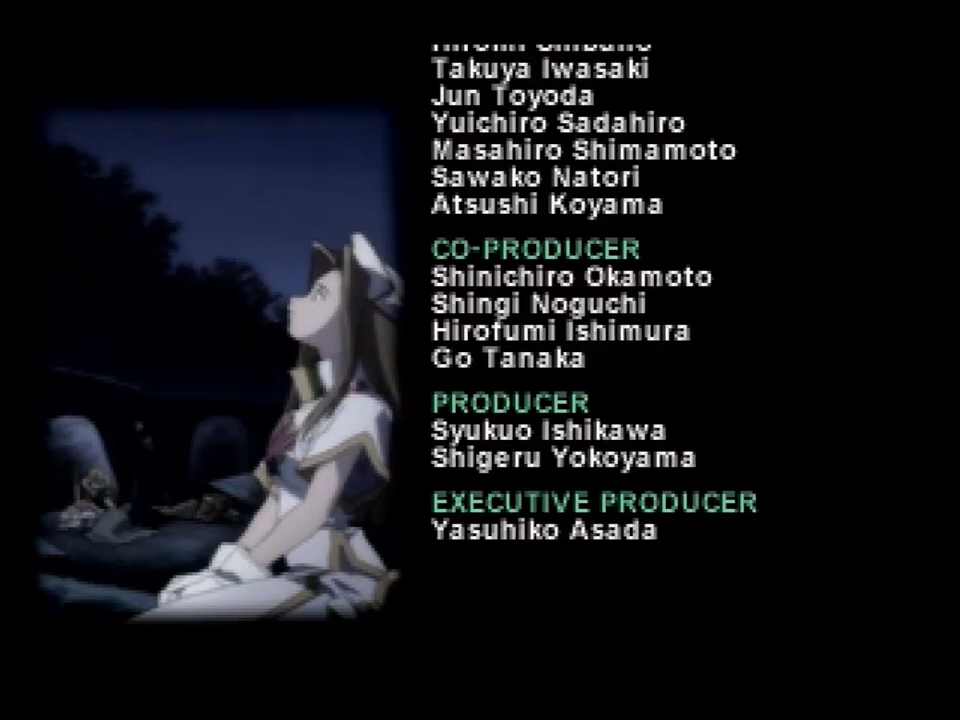 Takuya Iwasaki
Jun Toyoda
Yuichiro Sadahiro
Masahiro Shimamoto
Sawako Natori
Atsushi Koyama
CO-PRODUCER
Shinichiro Okamoto
Shingi Noguchi
Hirofumi Ishimura
Go Tanaka
PRODUCER
Syukuo Ishikawa
Shigeru Yokoyama
EXECUTIVE PRODUCER
Yasuhiko Asada